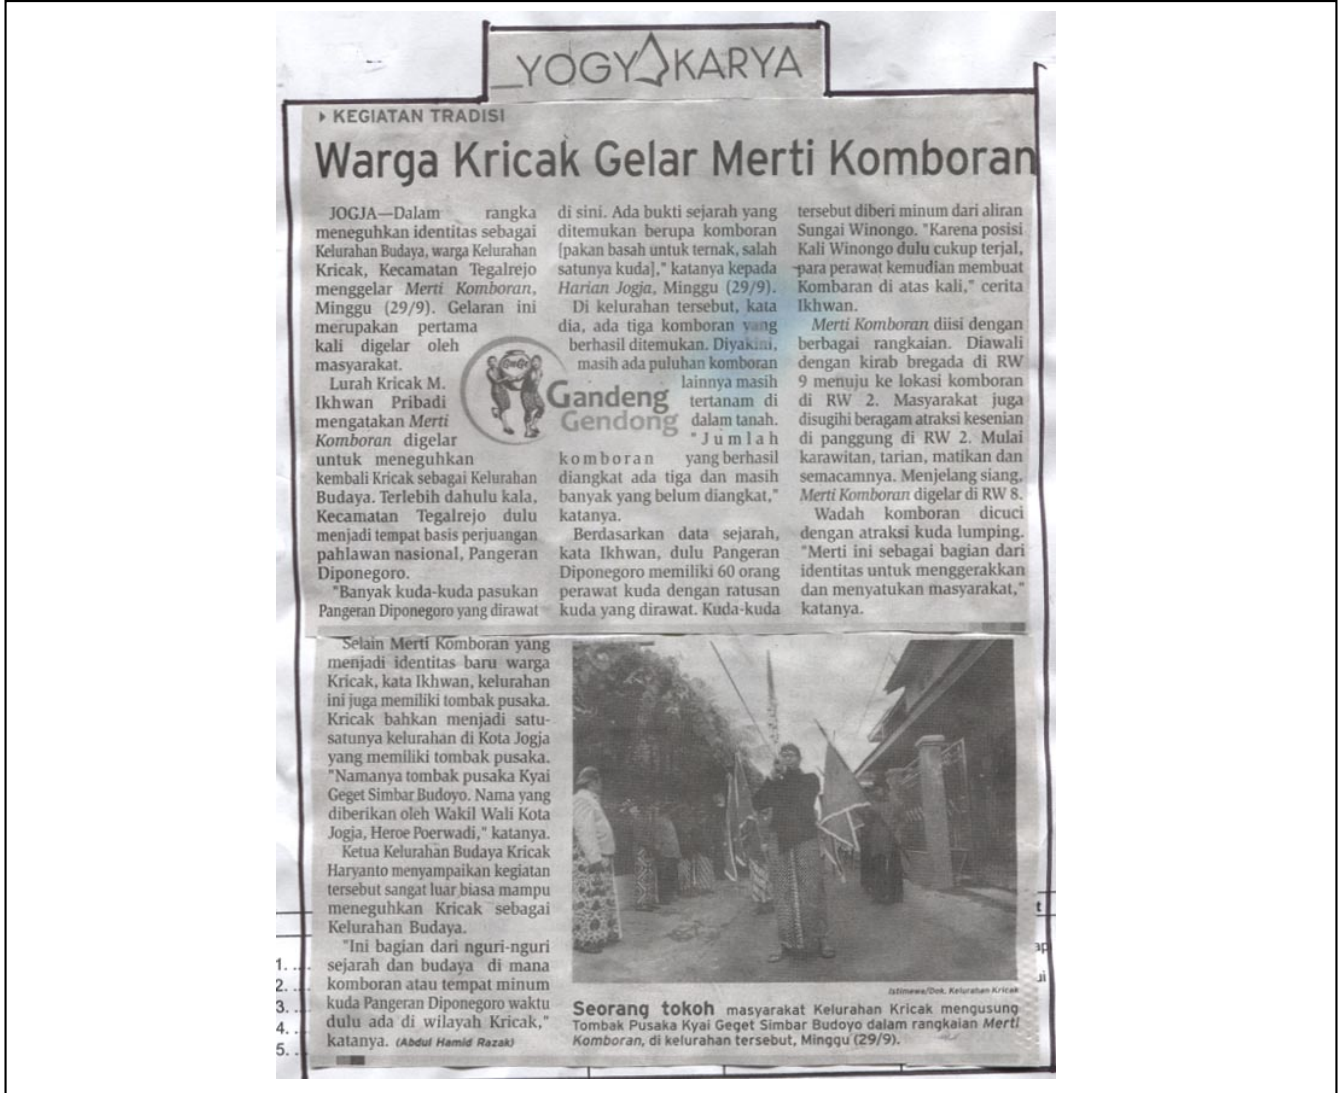 YOGYAKARYA
KEGIATAN TRADISI
Warga Kricak Gelar Merti Komboran
JOGJA—Dalam rangka
meneguhkan identitas sebagai
Kelurahan Budaya, warga Kelurahan
Kricak, Kecamatan Tegalrejo
menggelar Merti Komboran,
Minggu (29/9). Gelaran ini
merupakan pertama
kali digelar oleh
masyarakat.
Lurah Kricak M.
Ikhwan Pribadi
mengatakan Merti
Komboran digelar
untuk meneguhkan
kembali Kricak sebagai Kelurahan
Budaya. Terlebih dahulu kala,
Kecamatan Tegalrejo dulu
menjadi tempat basis perjuangan
pahlawan nasional, Pangeran
Diponegoro.
"Banyak kuda-kuda pasukan
Pangeran Diponegoro yang dirawat
di sini. Ada bukti sejarah yang
ditemukan berupa komboran
[pakan basah untuk ternak, salah
satunya kuda]," katanya kepada
Harian Jogja, Minggu (29/9).
Di kelurahan tersebut, kata
dia, ada tiga komboran yang
berhasil ditemukan. Diyakini,
masih ada puluhan komboran
lainnya masih
tertanam di
dalam tanah.
"Jumlah
komboran yang berhasil
diangkat ada tiga dan masih
banyak yang belum diangkat,"
katanya.
Berdasarkan data sejarah,
kata Ikhwan, dulu Pangeran
Diponegoro memiliki 60 orang
perawat kuda dengan ratusan
kuda yang dirawat. Kuda-kuda
Gandeng
Gendong
tersebut diberi minum dari aliran
Sungai Winongo. "Karena posisi
Kali Winongo dulu cukup terjal,
para perawat kemudian membuat
Kombaran di atas kali," cerita
Ikhwan.
Merti Komboran diisi dengan
berbagai rangkaian. Diawali
dengan kirab bregada di RW
9 menuju ke lokasi komboran
di RW 2. Masyarakat juga
disugihi beragam atraksi kesenian
di panggung di RW 2. Mulai
karawitan, tarian, matikan dan
semacamnya. Menjelang siang,
Merti Komboran digelar di RW 8.
Wadah komboran dicuci
dengan atraksi kuda lumping.
"Merti ini sebagai bagian dari
identitas untuk menggerakkan
dan menyatukan masyarakat,"
katanya.
Selain Merti Komboran yang
menjadi identitas baru warga
Kricak, kata Ikhwan, kelurahan
ini juga memiliki tombak pusaka.
Kricak bahkan menjadi satu-
satunya kelurahan di Kota Jogja
yang memiliki tombak pusaka.
"Namanya tombak pusaka Kyai
Geget Simbar Budoyo. Nama yang
diberikan oleh Wakil Wali Kota
Jogja, Heroe Poerwadi," katanya.
Ketua Kelurahan Budaya Kricak
Haryanto menyampaikan kegiatan
tersebut sangat luar biasa mampu
meneguhkan Kricak sebagai
Kelurahan Budaya.
"Ini bagian dari nguri-nguri
sejarah dan budaya di mana
komboran atau tempat minum
kuda Pangeran Diponegoro waktu
dulu ada di wilayah Kricak,"
katanya. (Abdul Hamid Razak)
Istimewa/Dok. Kelurahan Kricak
Seorang tokoh masyarakat Kelurahan Kricak mengusung
Tombak Pusaka Kyai Geget Simbar Budoyo dalam rangkaian Merti
Komboran, di kelurahan tersebut, Minggu (29/9).
1. ...
2. ...
3. ...
4. ...
5. ...